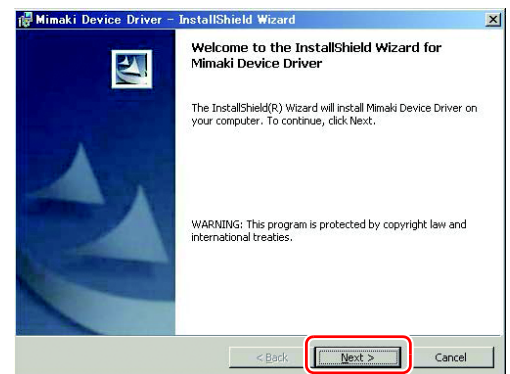 Mimaki Device Driver - InstallShield Wizard
Welcome to the InstallShield Wizard for
Mimaki Device Driver
The InstallShield(R) Wizard will install Mimaki Device Driver on
your computer. To continue, click Next.
WARNING: This program is protected by copyright law and
international treaties.
< Back
Next >
Cancel